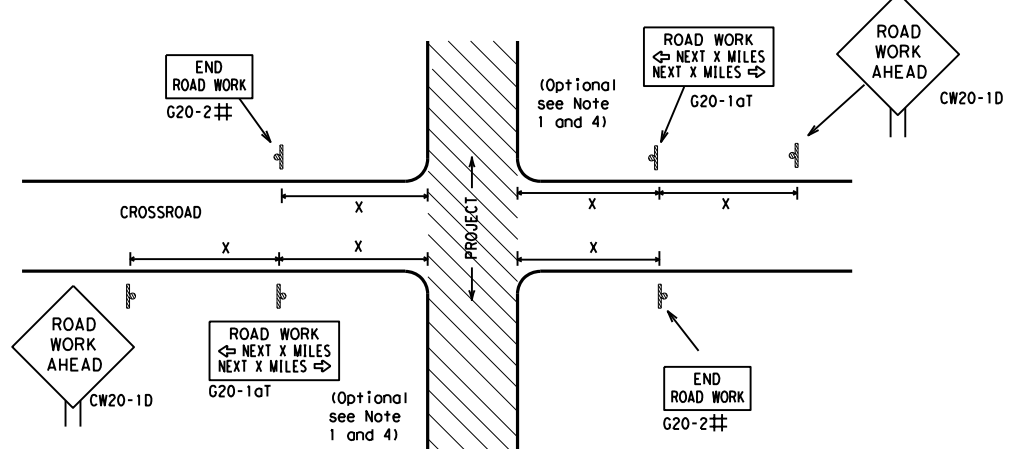 END
ROAD WORK
G20-2#
ROAD WORK
⇦ NEXT X MILES
NEXT X MILES ⇨
G20-1aT
(Optional
see Note
1 and 4)
ROAD
WORK
AHEAD
CW20-1D
X
X
X
CROSSROAD
PROJECT
X
X
X
ROAD
WORK
AHEAD
CW20-1D
ROAD WORK
⇦ NEXT X MILES
NEXT X MILES ⇨
G20-1aT
(Optional
see Note
1 and 4)
END
ROAD WORK
G20-2#